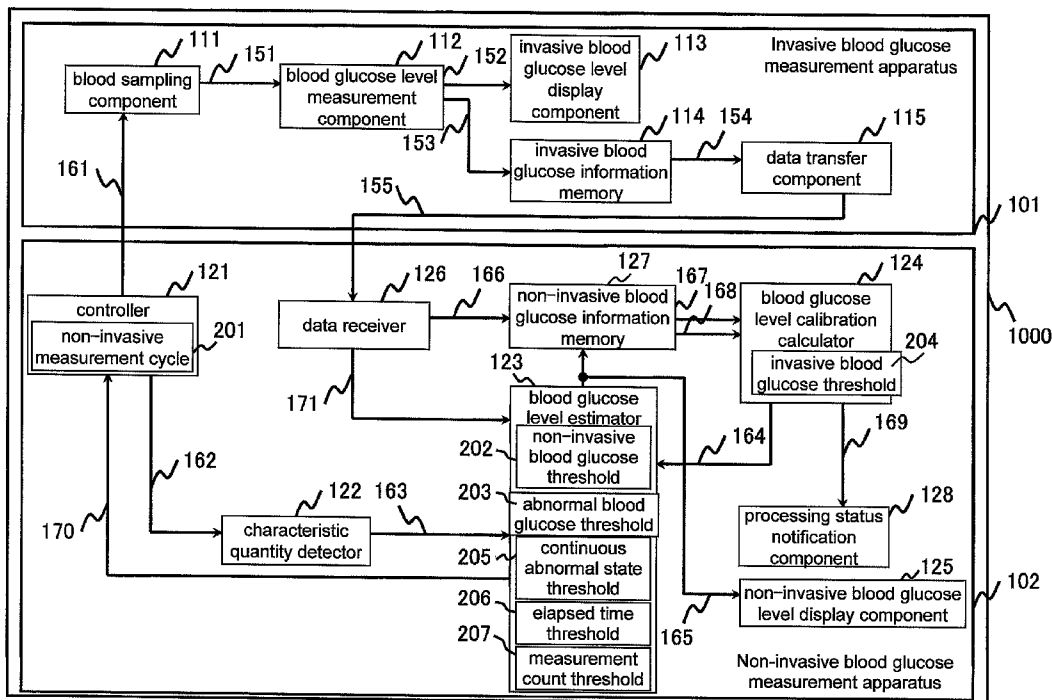 111
151
112
152
113
blood sampling
component
blood glucose level
measurement
component
invasive blood
glucose level
display
component
Invasive blood glucose
measurement apparatus
153
114
154
115
161
invasive blood
glucose information
memory
data transfer
component
155
101
121
126
166
127
167
168
124
controller
non-invasive
measurement cycle
201
data receiver
non-invasive blood
glucose information
memory
blood glucose
level calibration
calculator
204
invasive blood
glucose threshold
1000
171
123
blood glucose
level estimator
202
non-invasive
blood glucose
threshold
164
169
162
122
163
203
abnormal blood
glucose threshold
128
170
characteristic
quantity detector
processing status
notification
component
205
continuous
abnormal state
threshold
125
206
elapsed time
threshold
165
non-invasive blood glucose
level display component
102
207
measurement
count threshold
Non-invasive blood glucose
measurement apparatus